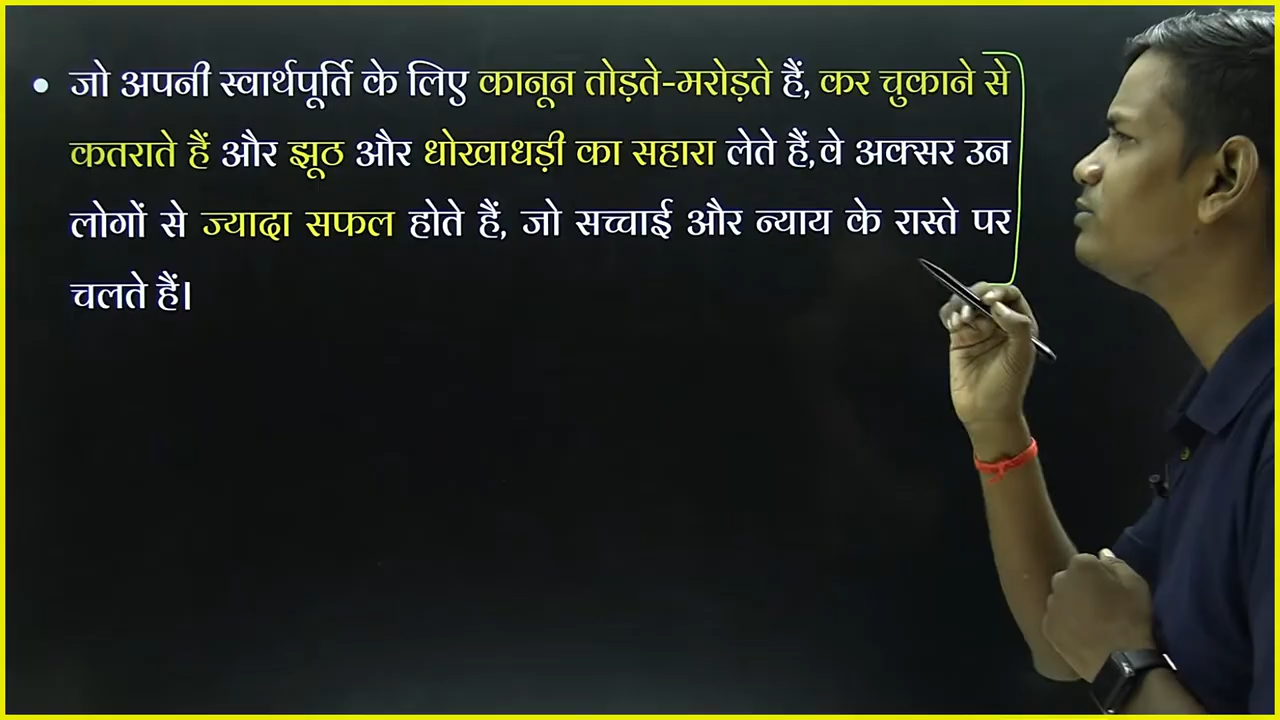 • जो अपनी स्वार्थपूर्ति के लिए कानून तोड़ते-मरोड़ते हैं, कर चुकाने से
कतराते हैं और झूठ और धोखाधड़ी का सहारा लेते हैं, वे अक्सर उन
लोगों से ज्यादा सफल होते हैं, जो सच्चाई और न्याय के रास्ते पर
चलते हैं।